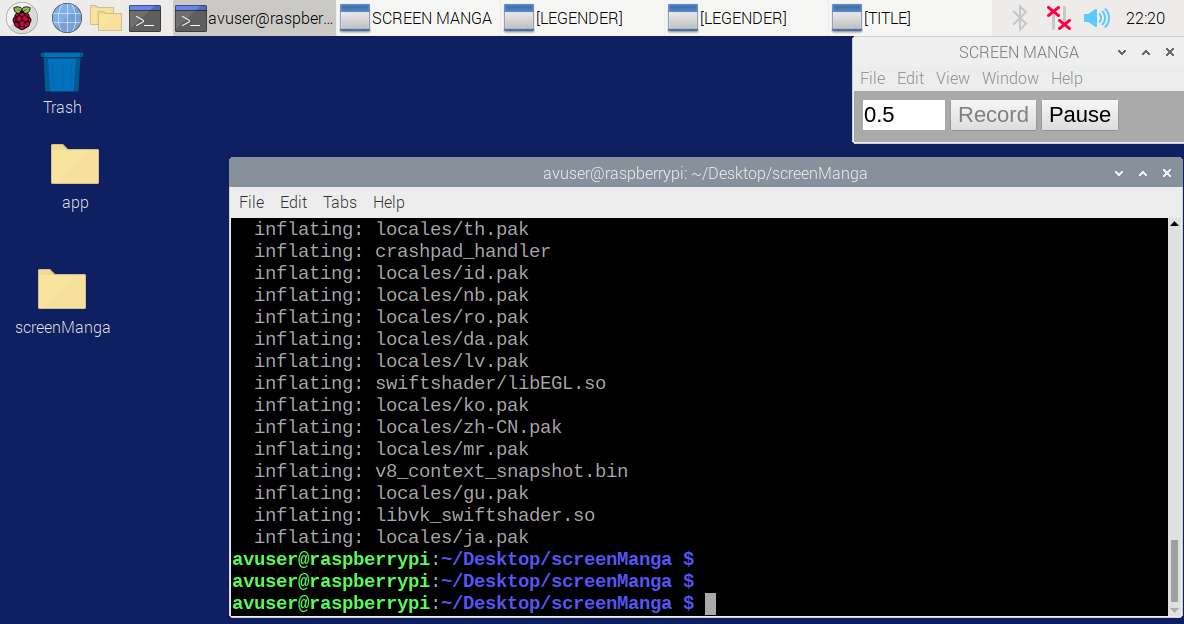 avuser@raspber... SCREEN MANGA [LEGENDER] [LEGENDER] [TITLE] 22:20
SCREEN MANGA
File Edit View Window Help
0.5 Record Pause
Trash
app
screenManga
avuser@raspberrypi: ~/Desktop/screenManga
File Edit Tabs Help
inflating: locales/th.pak
inflating: crashpad_handler
inflating: locales/id.pak
inflating: locales/nb.pak
inflating: locales/ro.pak
inflating: locales/da.pak
inflating: locales/lv.pak
inflating: swiftshader/libEGL.so
inflating: locales/ko.pak
inflating: locales/zh-CN.pak
inflating: locales/mr.pak
inflating: v8_context_snapshot.bin
inflating: locales/gu.pak
inflating: libvk_swiftshader.so
inflating: locales/ja.pak
avuser@raspberrypi:~/Desktop/screenManga $
avuser@raspberrypi:~/Desktop/screenManga $
avuser@raspberrypi:~/Desktop/screenManga $